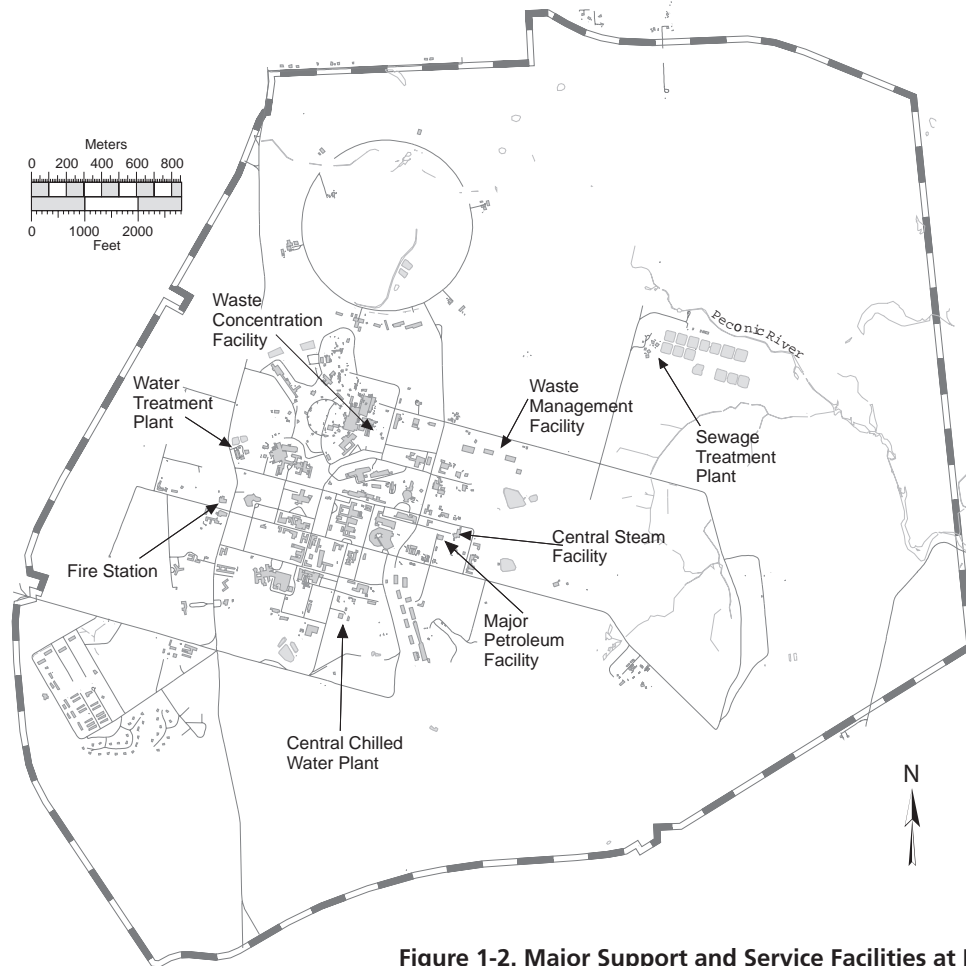 Meters
0 200 400 600 800
0 1000 2000
Feet
Waste
Concentration
Facility
Water
Treatment
Plant
Peconic River
Waste
Management
Facility
Sewage
Treatment
Plant
Central Steam
Facility
Fire Station
Major
Petroleum
Facility
Central Chilled
Water Plant
N
Figure 1-2. Major Support and Service Facilities at